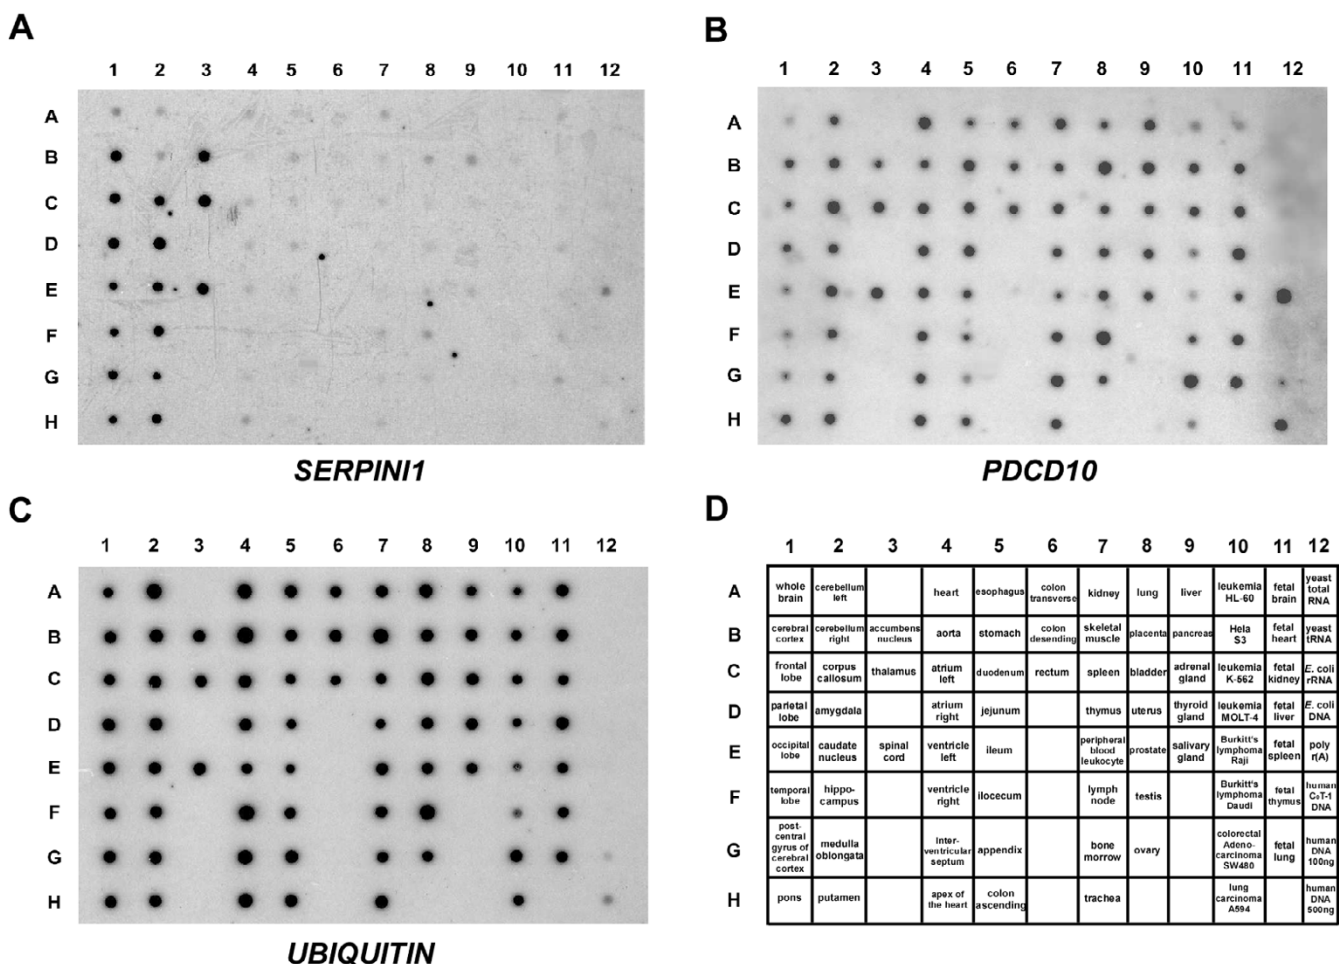 A
1 2 3 4 5 6 7 8 9 10 11 12
A
B
C
D
E
F
G
H
SERPINI1
B
1 2 3 4 5 6 7 8 9 10 11 12
A
B
C
D
E
F
G
H
PDCD10
C
1 2 3 4 5 6 7 8 9 10 11 12
A
B
C
D
E
F
G
H
UBIQUITIN
D
1 2 3 4 5 6 7 8 9 10 11 12
A
whole
brain
cerebellum
left
heart
esophagus
colon
transverse
kidney
lung
liver
leukemia
HL-60
fetal
brain
yeast
total
RNA
B
cerebral
cortex
cerebellum
right
accumbens
nucleus
aorta
stomach
colon
desending
skeletal
muscle
placenta
pancreas
Hela
S3
fetal
heart
yeast
tRNA
C
frontal
lobe
corpus
callosum
thalamus
atrium
left
duodenum
rectum
spleen
bladder
adrenal
gland
leukemia
K-562
fetal
kidney
E. coli
rRNA
D
parietal
lobe
amygdala
atrium
right
jejunum
thymus
uterus
thyroid
gland
leukemia
MOLT-4
fetal
liver
E. coli
DNA
E
occipital
lobe
caudate
nucleus
spinal
cord
ventricle
left
ileum
peripheral
blood
leukocyte
prostate
salivary
gland
Burkitt's
lymphoma
Raji
fetal
spleen
poly
r(A)
F
temporal
lobe
hippo-
campus
ventricle
right
ilocecum
lymph
node
testis
Burkitt's
lymphoma
Daudi
fetal
thymus
human
C₀T-1
DNA
G
post-
central
gyrus of
cerebral
cortex
medulla
oblongata
inter-
ventricular
septum
appendix
bone
morrow
ovary
colorectal
Adeno-
carcinoma
SW480
fetal
lung
human
DNA
100ng
H
pons
putamen
apex of
the heart
colon
ascending
trachea
lung
carcinoma
A594
human
DNA
500ng